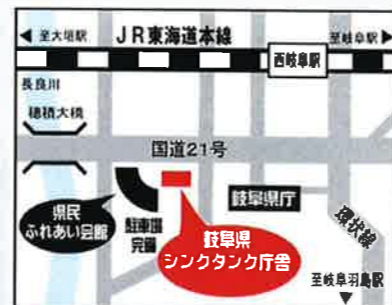 ◀ 至大垣駅
JR東海道本線
至岐阜駅▶
西岐阜駅
長良川
穂積大橋
国道21号
県民
ふれあい会館
駐車場
完備
岐阜県庁
岐阜県
シンクタンク庁舎
環状線
至岐阜羽島駅
▼